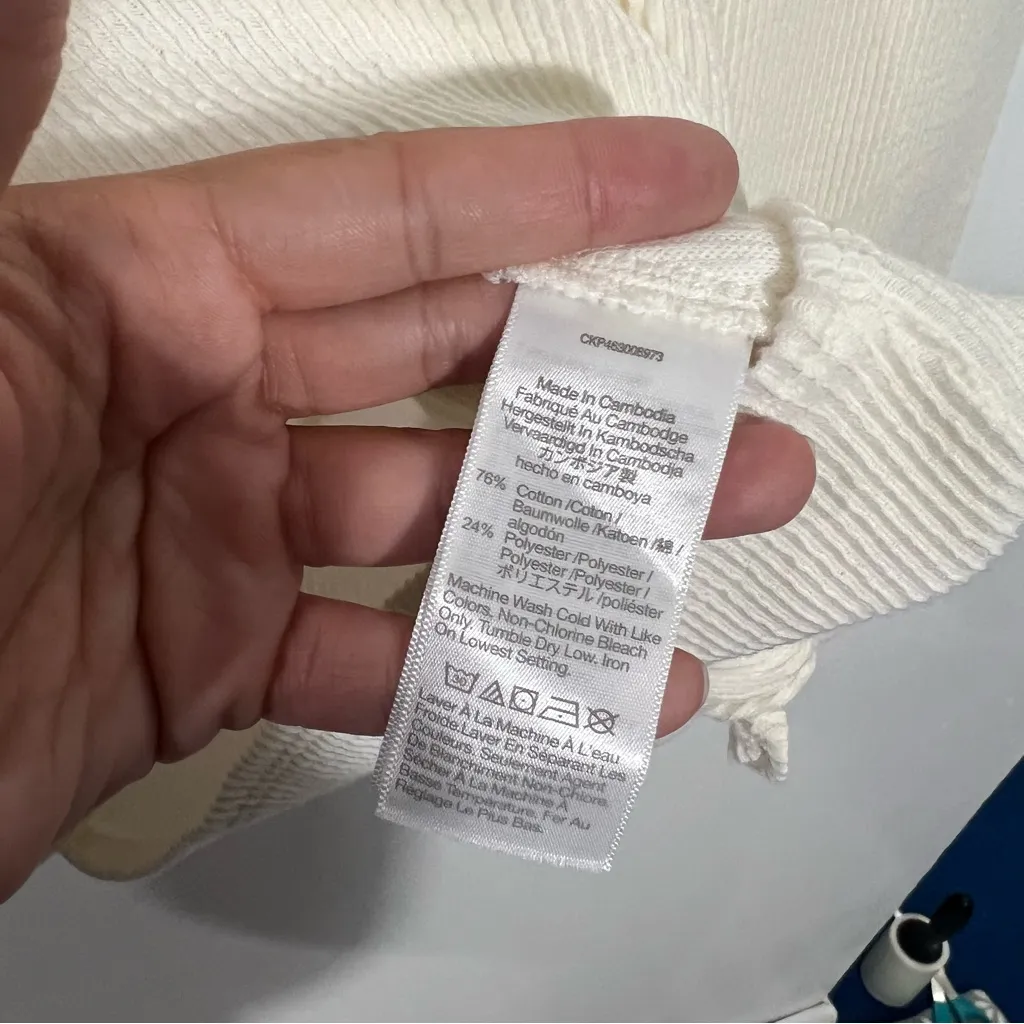 CKP463008973
Made In Cambodia
Fabriqué Au Cambodge
Hergestellt In Kambodscha
Vervaardgd In Cambodja
カンボジア製
hecho en camboya
76% Cotton /Coton /
Baumwolle /Katoen /綿 /
algodón
24% Polyester /Polyester /
Polyester /Polyester /
ポリエステル /poliéster
Machine Wash Cold With Like
Colors. Non-Chlorine Bleach
Only. Tumble Dry Low. Iron
On Lowest Setting.
30
Laver À La Machine À L'eau
Froide.Laver En Séparant Les
Couleurs. Seulement Agent
De Blanchiment Non-Chlore.
Sécher À La Machine À
Basse Température. Fer Au
Réglage Le Plus Bas.